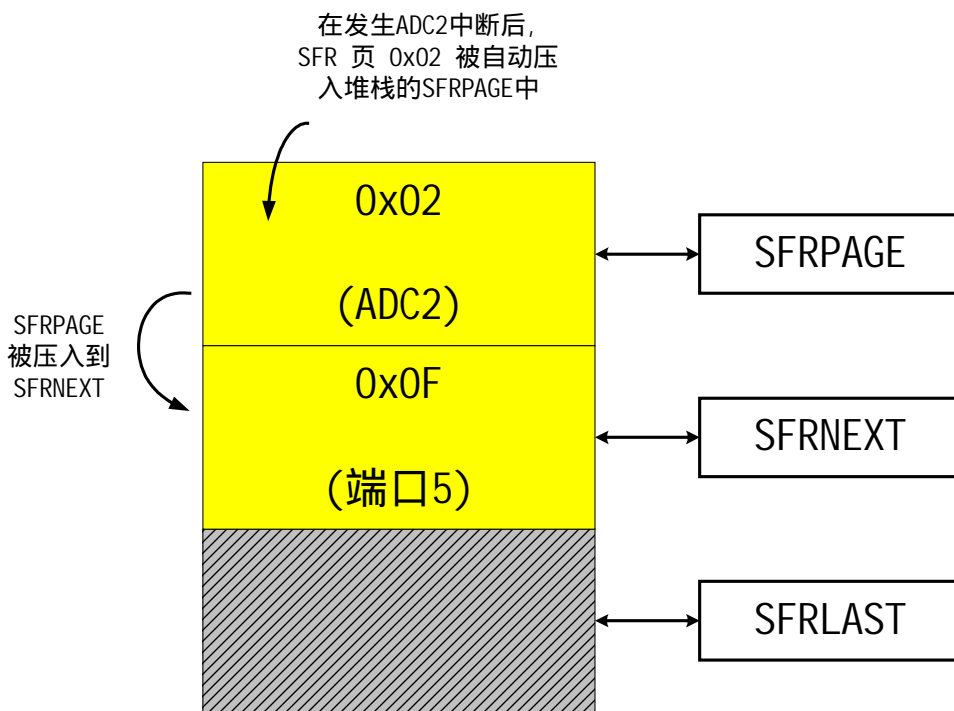 在发生ADC2中断后,
SFR 页 0x02 被自动压
入堆栈的SFRPAGE中
0x02
(ADC2)
SFRPAGE
SFRPAGE
被压入到
SFRNEXT
0x0F
(端口5)
SFRNEXT
SFRLAST